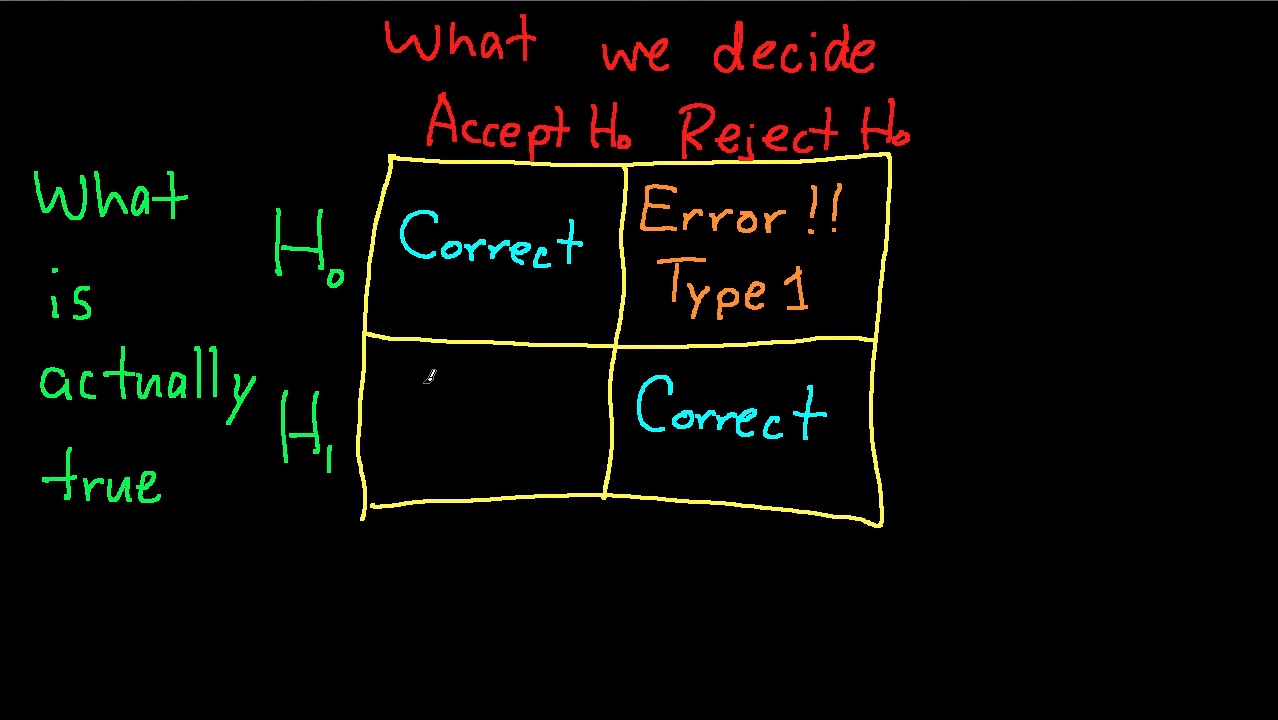 What we decide
Accept H₀ Reject H₀
What
is
actually
true
H₀
Correct
Error!!
Type 1
H₁
Correct